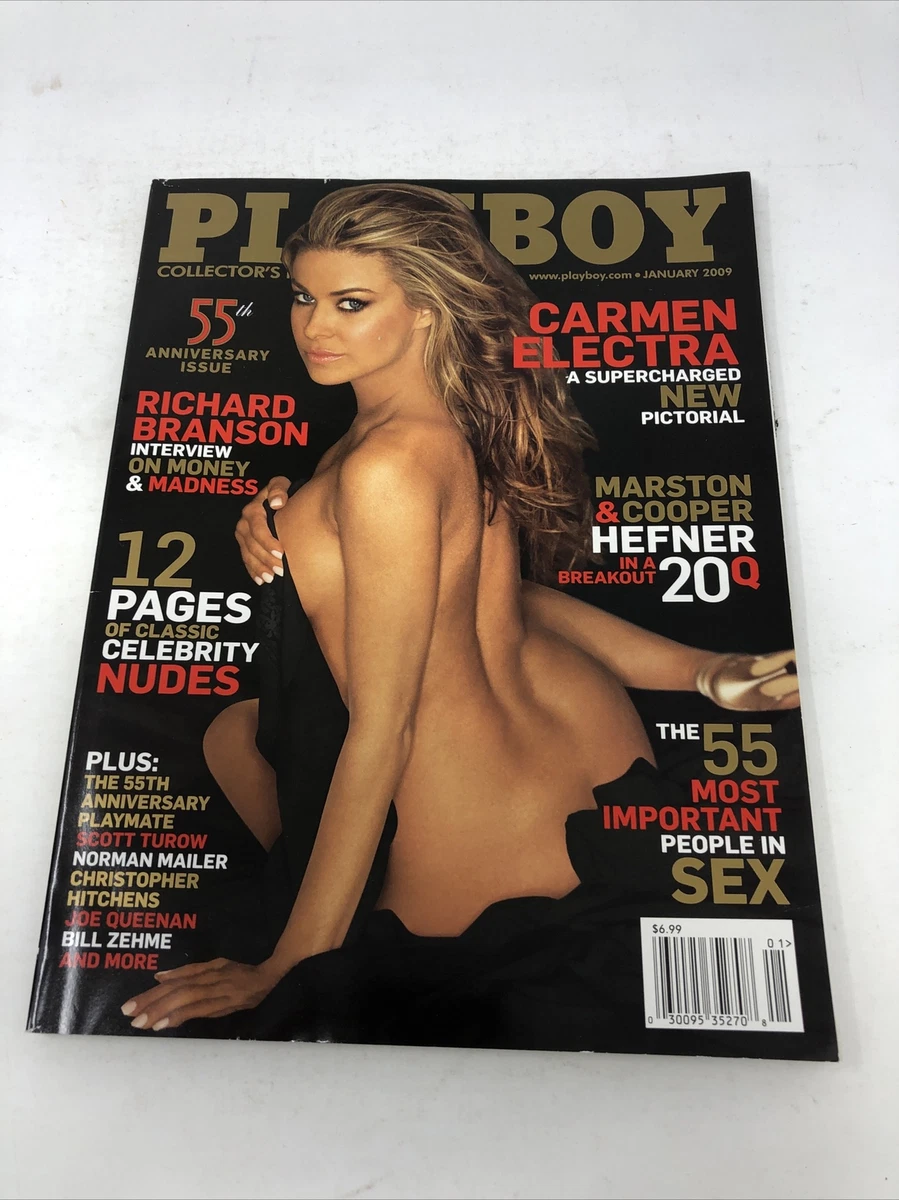 PL YBOY
COLLECTOR'S
www.playboy.com • JANUARY 2009
55th
ANNIVERSARY
ISSUE
CARMEN
ELECTRA
A SUPERCHARGED
NEW
PICTORIAL
RICHARD
BRANSON
INTERVIEW
ON MONEY
& MADNESS
MARSTON
& COOPER
HEFNER
IN A
BREAKOUT 20Q
12
PAGES
OF CLASSIC
CELEBRITY
NUDES
THE 55
MOST
IMPORTANT
PEOPLE IN
SEX
PLUS:
THE 55TH
ANNIVERSARY
PLAYMATE
SCOTT TUROW
NORMAN MAILER
CHRISTOPHER
HITCHENS
JOE QUEENAN
BILL ZEHME
AND MORE
$6.99
01>
0 30095 35270 8